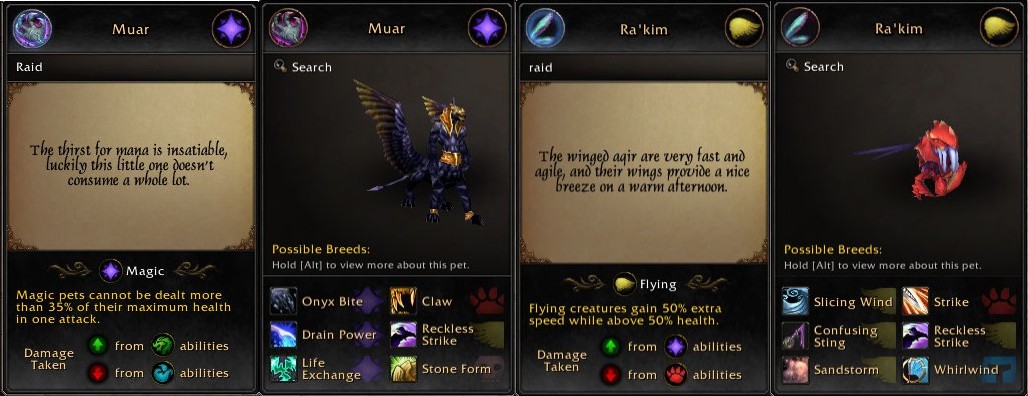 Muar
Raid
The thirst for mana is insatiable,
luckily this little one doesn't
consume a whole lot.
Magic
Magic pets cannot be dealt more
than 35% of their maximum health
in one attack.
Damage
Taken
from abilities
from abilities
Muar
Search
Possible Breeds:
Hold [Alt] to view more about this pet.
Onyx Bite
Claw
Drain Power
Reckless
Strike
Life
Exchange
Stone Form
Ra'kim
raid
The winged aqir are very fast and
agile, and their wings provide a nice
breeze on a warm afternoon.
Flying
Flying creatures gain 50% extra
speed while above 50% health.
Damage
Taken
from abilities
from abilities
Ra'kim
Search
Possible Breeds:
Hold [Alt] to view more about this pet.
Slicing Wind
Strike
Confusing
Sting
Reckless
Strike
Sandstorm
Whirlwind